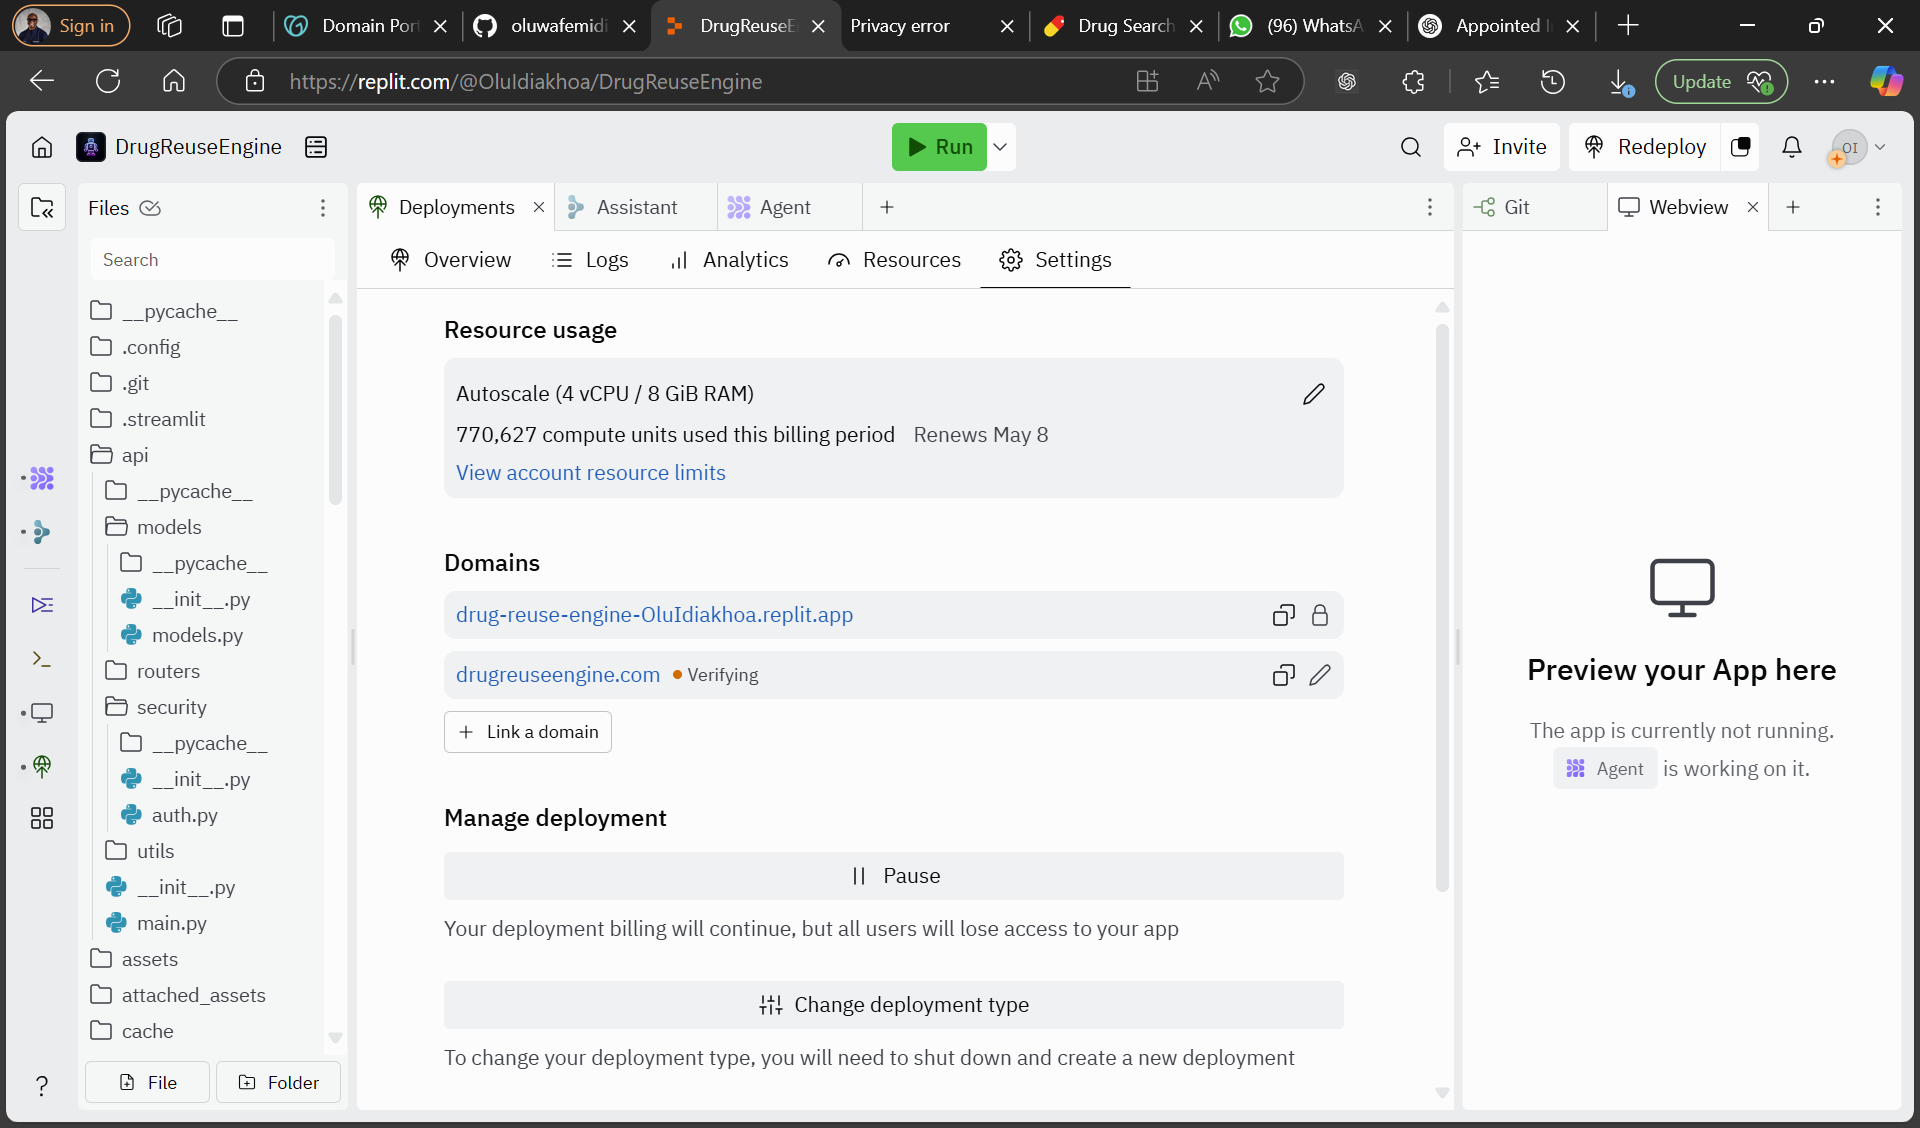 Sign in
Domain Por
oluwafemidi
DrugReuseE
Privacy error
Drug Search
(96) WhatsA
Appointed I
https://replit.com/@OluIdiakhoa/DrugReuseEngine
Update
DrugReuseEngine
Run
Invite
Redeploy
OI
Files
Search
__pycache__
.config
.git
.streamlit
api
__pycache__
models
__pycache__
__init__.py
models.py
routers
security
__pycache__
__init__.py
auth.py
utils
__init__.py
main.py
assets
attached_assets
cache
File
Folder
Deployments
Assistant
Agent
Overview
Logs
Analytics
Resources
Settings
Resource usage
Autoscale (4 vCPU / 8 GiB RAM)
770,627 compute units used this billing period Renews May 8
View account resource limits
Domains
drug-reuse-engine-OluIdiakhoa.replit.app
drugreuseengine.com Verifying
Link a domain
Manage deployment
Pause
Your deployment billing will continue, but all users will lose access to your app
Change deployment type
To change your deployment type, you will need to shut down and create a new deployment
Git
Webview
Preview your App here
The app is currently not running.
Agent is working on it.